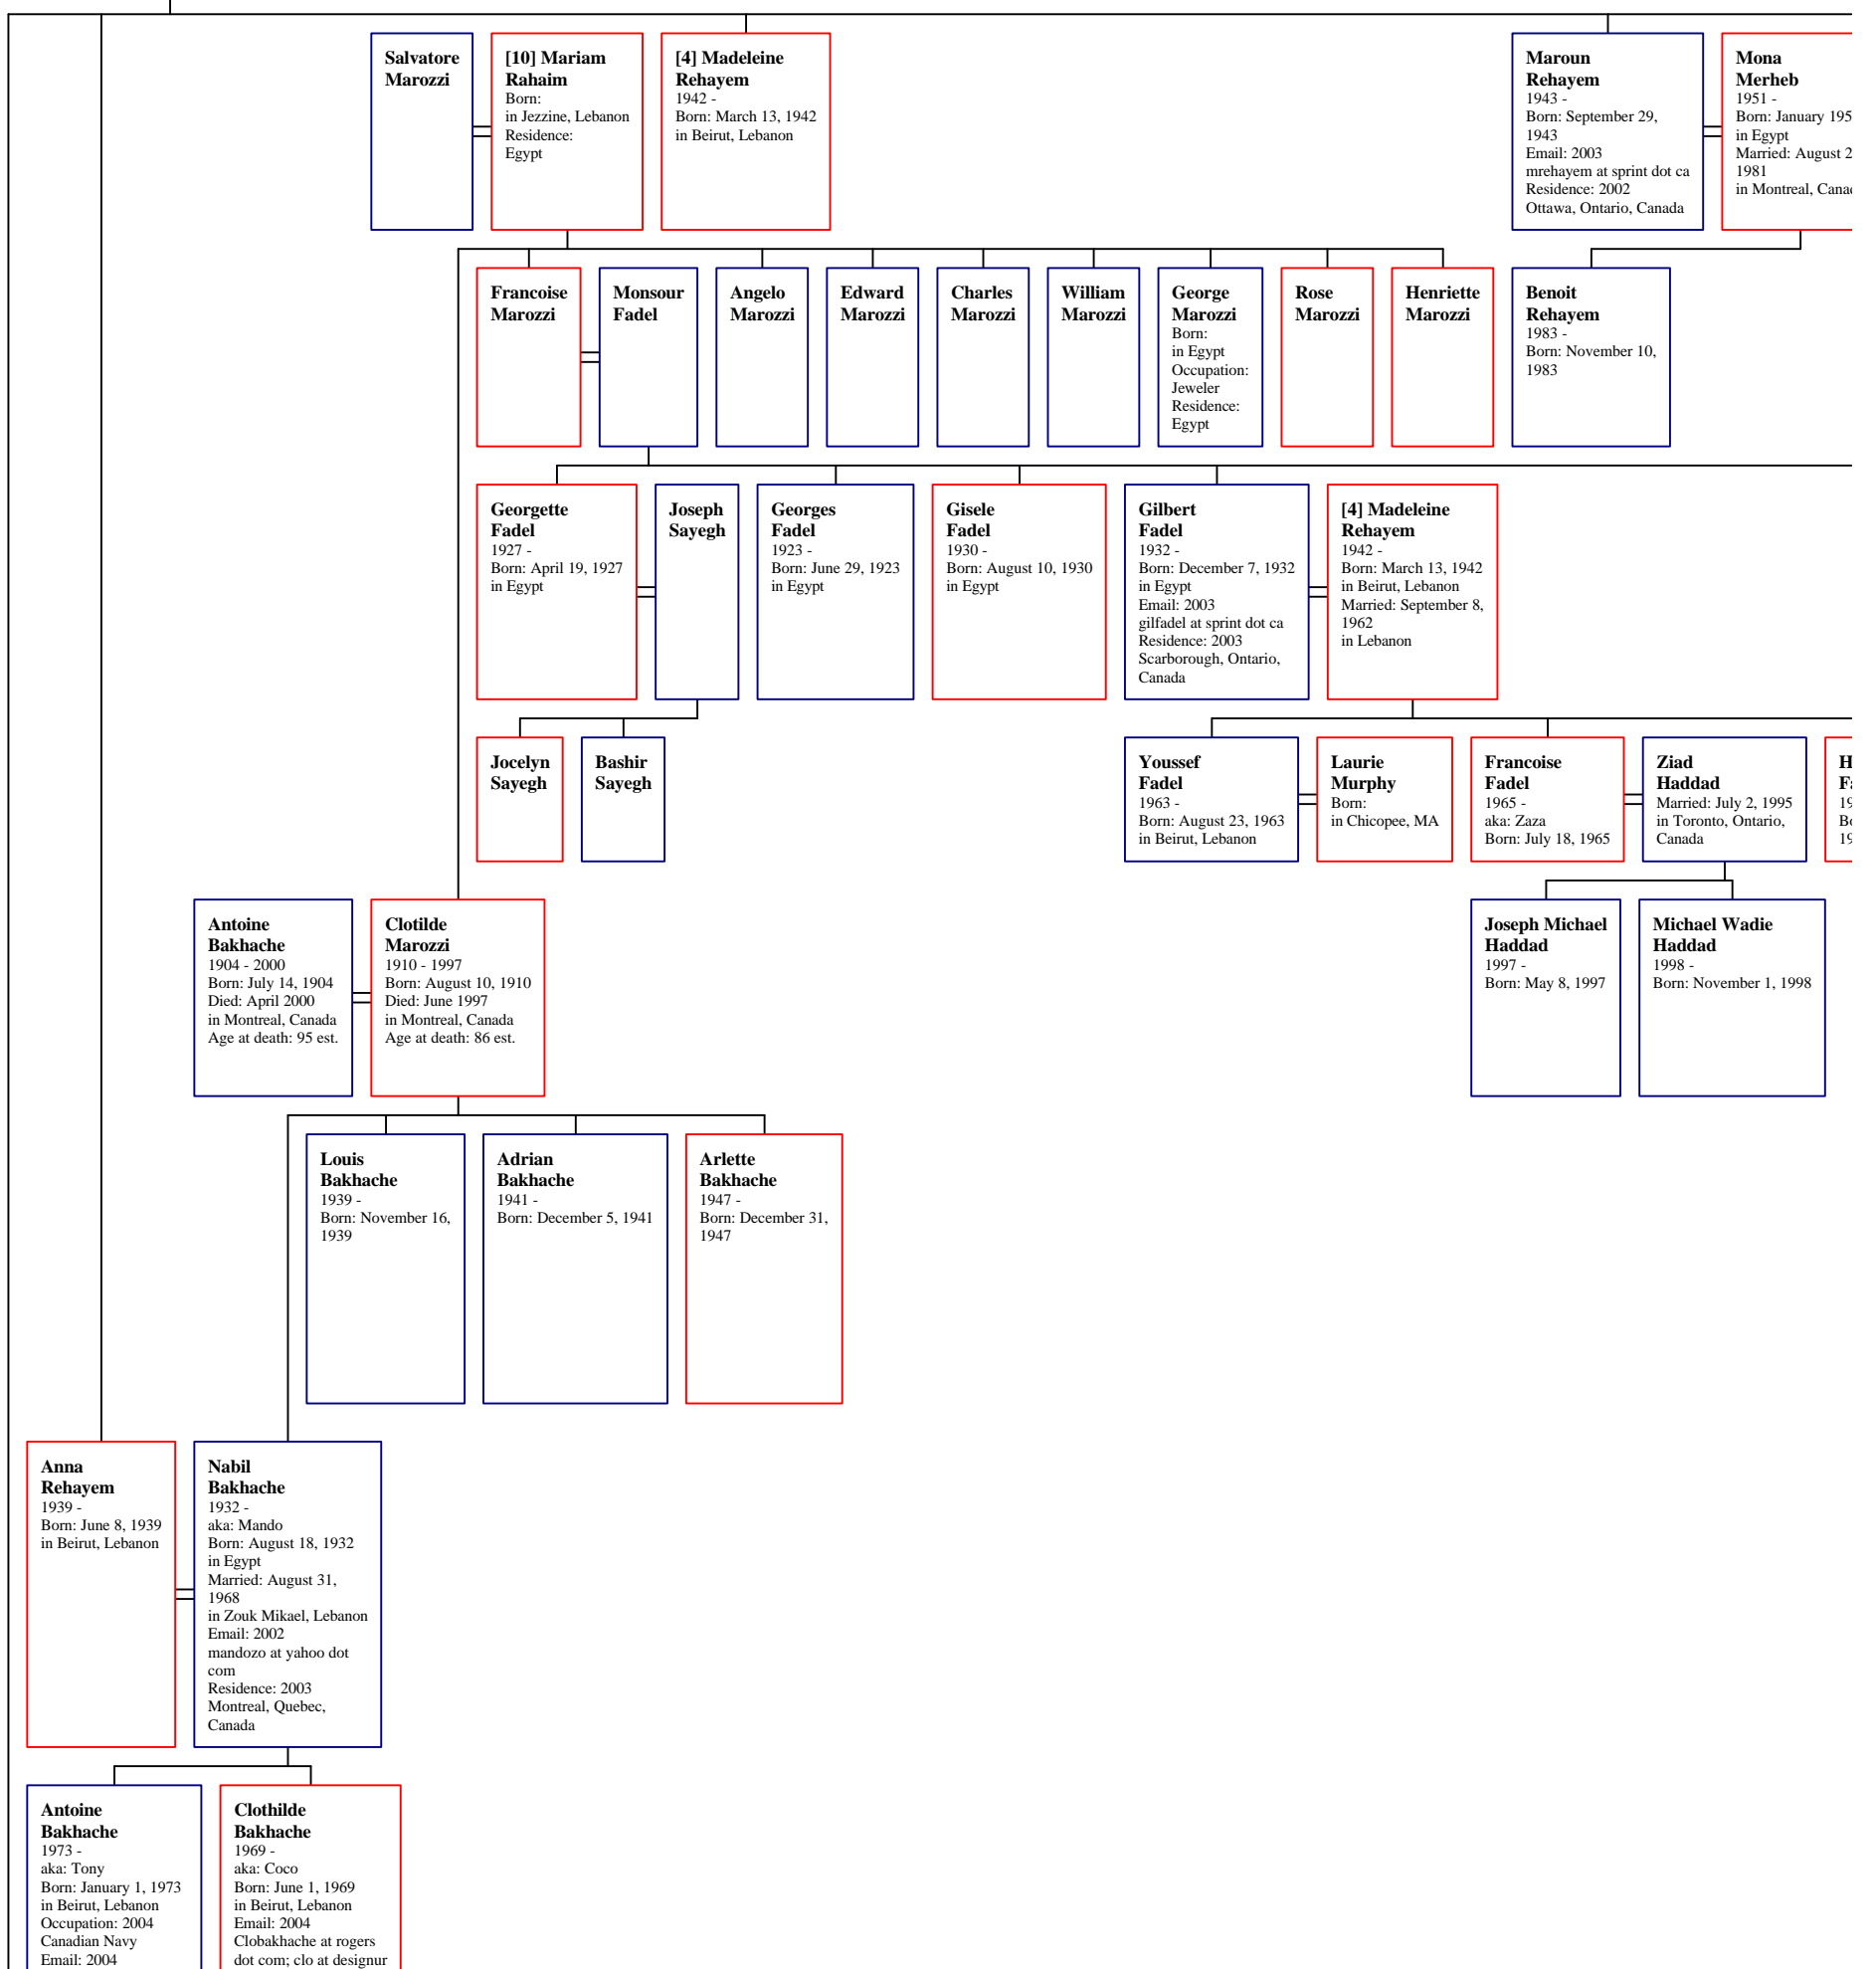 Salvatore
Marozzi
[10] Mariam
Rahaim
Born:
in Jezzine, Lebanon
Residence:
Egypt
[4] Madeleine
Rehayem
1942 -
Born: March 13, 1942
in Beirut, Lebanon
Maroun
Rehayem
1943 -
Born: September 29,
1943
Email: 2003
mrehayem at sprint dot ca
Residence: 2002
Ottawa, Ontario, Canada
Mona
Merheb
1951 -
Born: January 195
in Egypt
Married: August 2
1981
in Montreal, Cana
Francoise
Marozzi
Monsour
Fadel
Angelo
Marozzi
Edward
Marozzi
Charles
Marozzi
William
Marozzi
George
Marozzi
Born:
in Egypt
Occupation:
Jeweler
Residence:
Egypt
Rose
Marozzi
Henriette
Marozzi
Benoit
Rehayem
1983 -
Born: November 10,
1983
Georgette
Fadel
1927 -
Born: April 19, 1927
in Egypt
Joseph
Sayegh
Georges
Fadel
1923 -
Born: June 29, 1923
in Egypt
Gisele
Fadel
1930 -
Born: August 10, 1930
in Egypt
Gilbert
Fadel
1932 -
Born: December 7, 1932
in Egypt
Email: 2003
gilfadel at sprint dot ca
Residence: 2003
Scarborough, Ontario,
Canada
[4] Madeleine
Rehayem
1942 -
Born: March 13, 1942
in Beirut, Lebanon
Married: September 8,
1962
in Lebanon
Jocelyn
Sayegh
Bashir
Sayegh
Youssef
Fadel
1963 -
Born: August 23, 1963
in Beirut, Lebanon
Laurie
Murphy
Born:
in Chicopee, MA
Francoise
Fadel
1965 -
aka: Zaza
Born: July 18, 1965
Ziad
Haddad
Married: July 2, 1995
in Toronto, Ontario,
Canada
H
Fa
19
Bo
19
Antoine
Bakhache
1904 - 2000
Born: July 14, 1904
Died: April 2000
in Montreal, Canada
Age at death: 95 est.
Clotilde
Marozzi
1910 - 1997
Born: August 10, 1910
Died: June 1997
in Montreal, Canada
Age at death: 86 est.
Joseph Michael
Haddad
1997 -
Born: May 8, 1997
Michael Wadie
Haddad
1998 -
Born: November 1, 1998
Louis
Bakhache
1939 -
Born: November 16,
1939
Adrian
Bakhache
1941 -
Born: December 5, 1941
Arlette
Bakhache
1947 -
Born: December 31,
1947
Anna
Rehayem
1939 -
Born: June 8, 1939
in Beirut, Lebanon
Nabil
Bakhache
1932 -
aka: Mando
Born: August 18, 1932
in Egypt
Married: August 31,
1968
in Zouk Mikael, Lebanon
Email: 2002
mandozo at yahoo dot
com
Residence: 2003
Montreal, Quebec,
Canada
Antoine
Bakhache
1973 -
aka: Tony
Born: January 1, 1973
in Beirut, Lebanon
Occupation: 2004
Canadian Navy
Email: 2004
Clothilde
Bakhache
1969 -
aka: Coco
Born: June 1, 1969
in Beirut, Lebanon
Email: 2004
Clobakhache at rogers
dot com; clo at designur